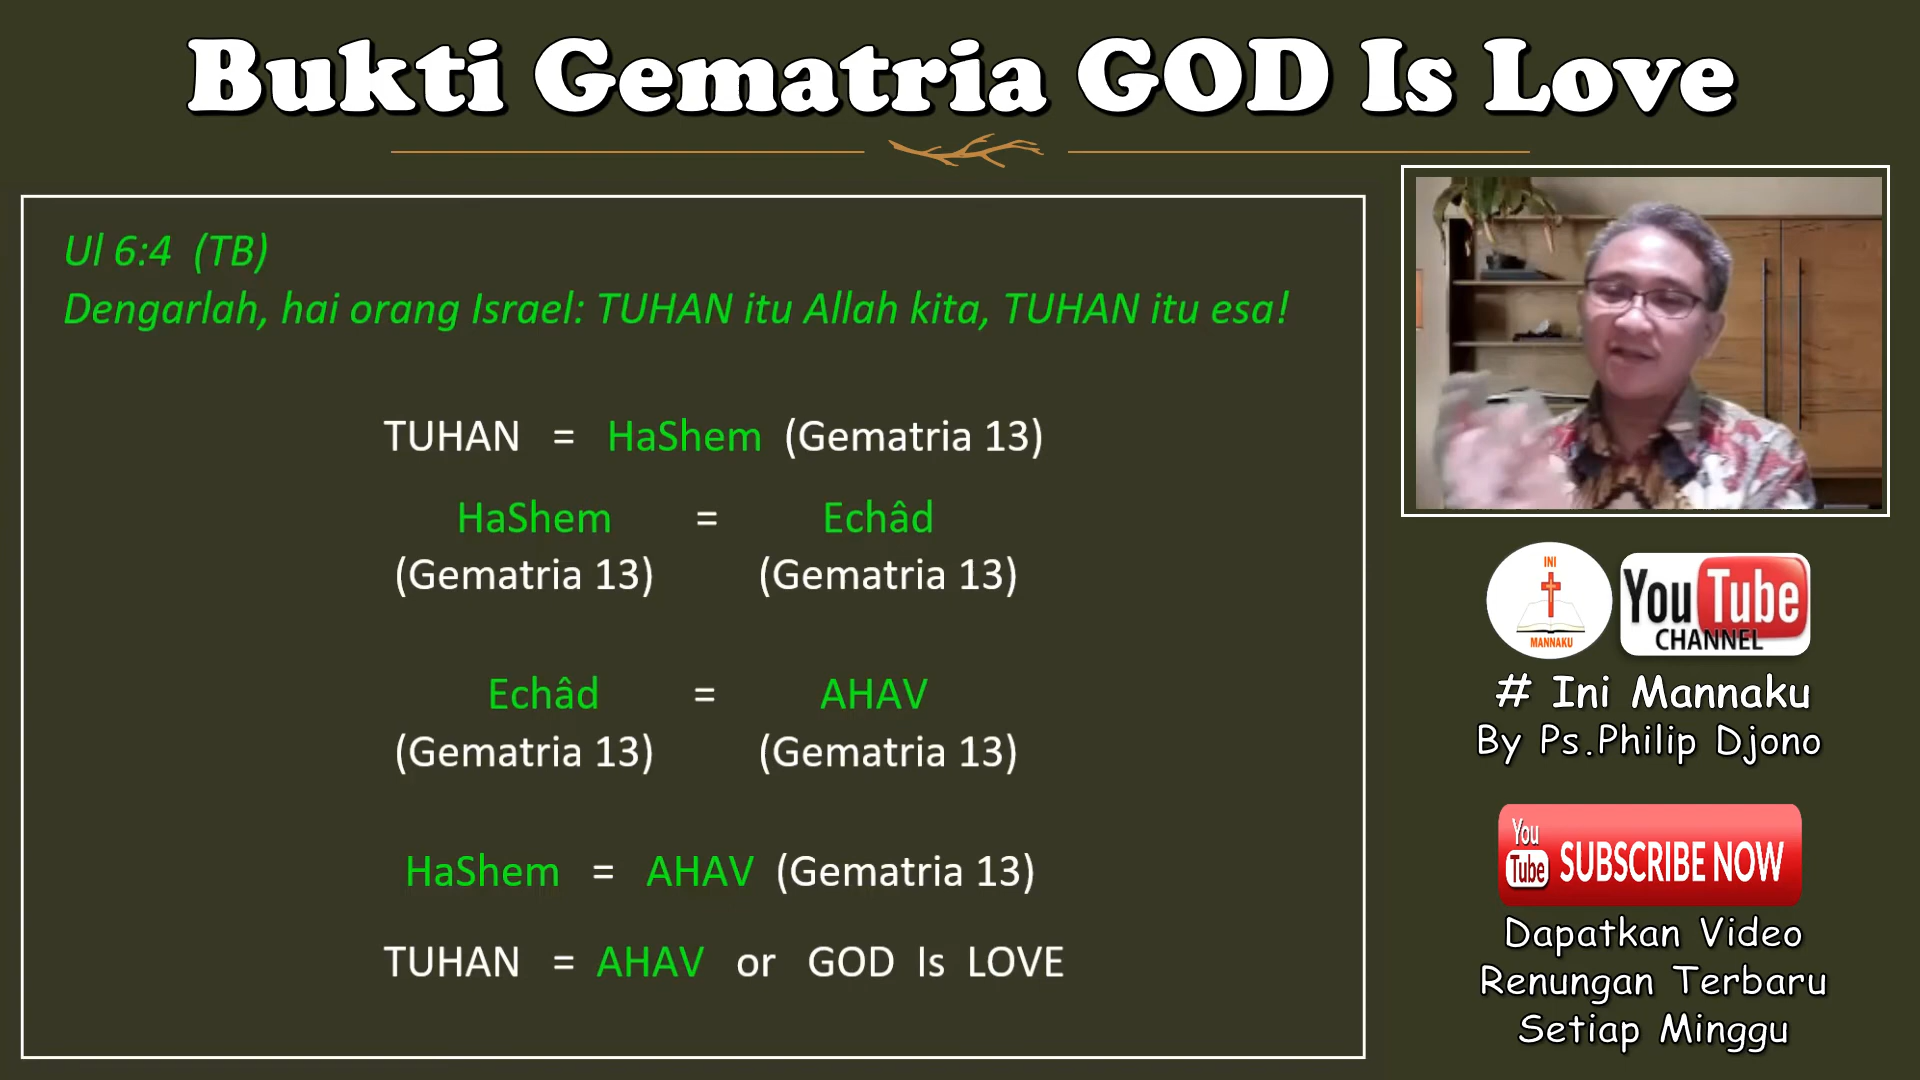 Bukti Gematria GOD Is Love
Ul 6:4 (TB)
Dengarlah, hai orang Israel: TUHAN itu Allah kita, TUHAN itu esa!
TUHAN = HaShem (Gematria 13)
HaShem = Echâd
(Gematria 13) (Gematria 13)
Echâd = AHAV
(Gematria 13) (Gematria 13)
HaShem = AHAV (Gematria 13)
TUHAN = AHAV or GOD Is LOVE
INI
MANNAKU
YouTube
CHANNEL
# Ini Mannaku
By Ps.Philip Djono
You
Tube
SUBSCRIBE NOW
Dapatkan Video
Renungan Terbaru
Setiap Minggu